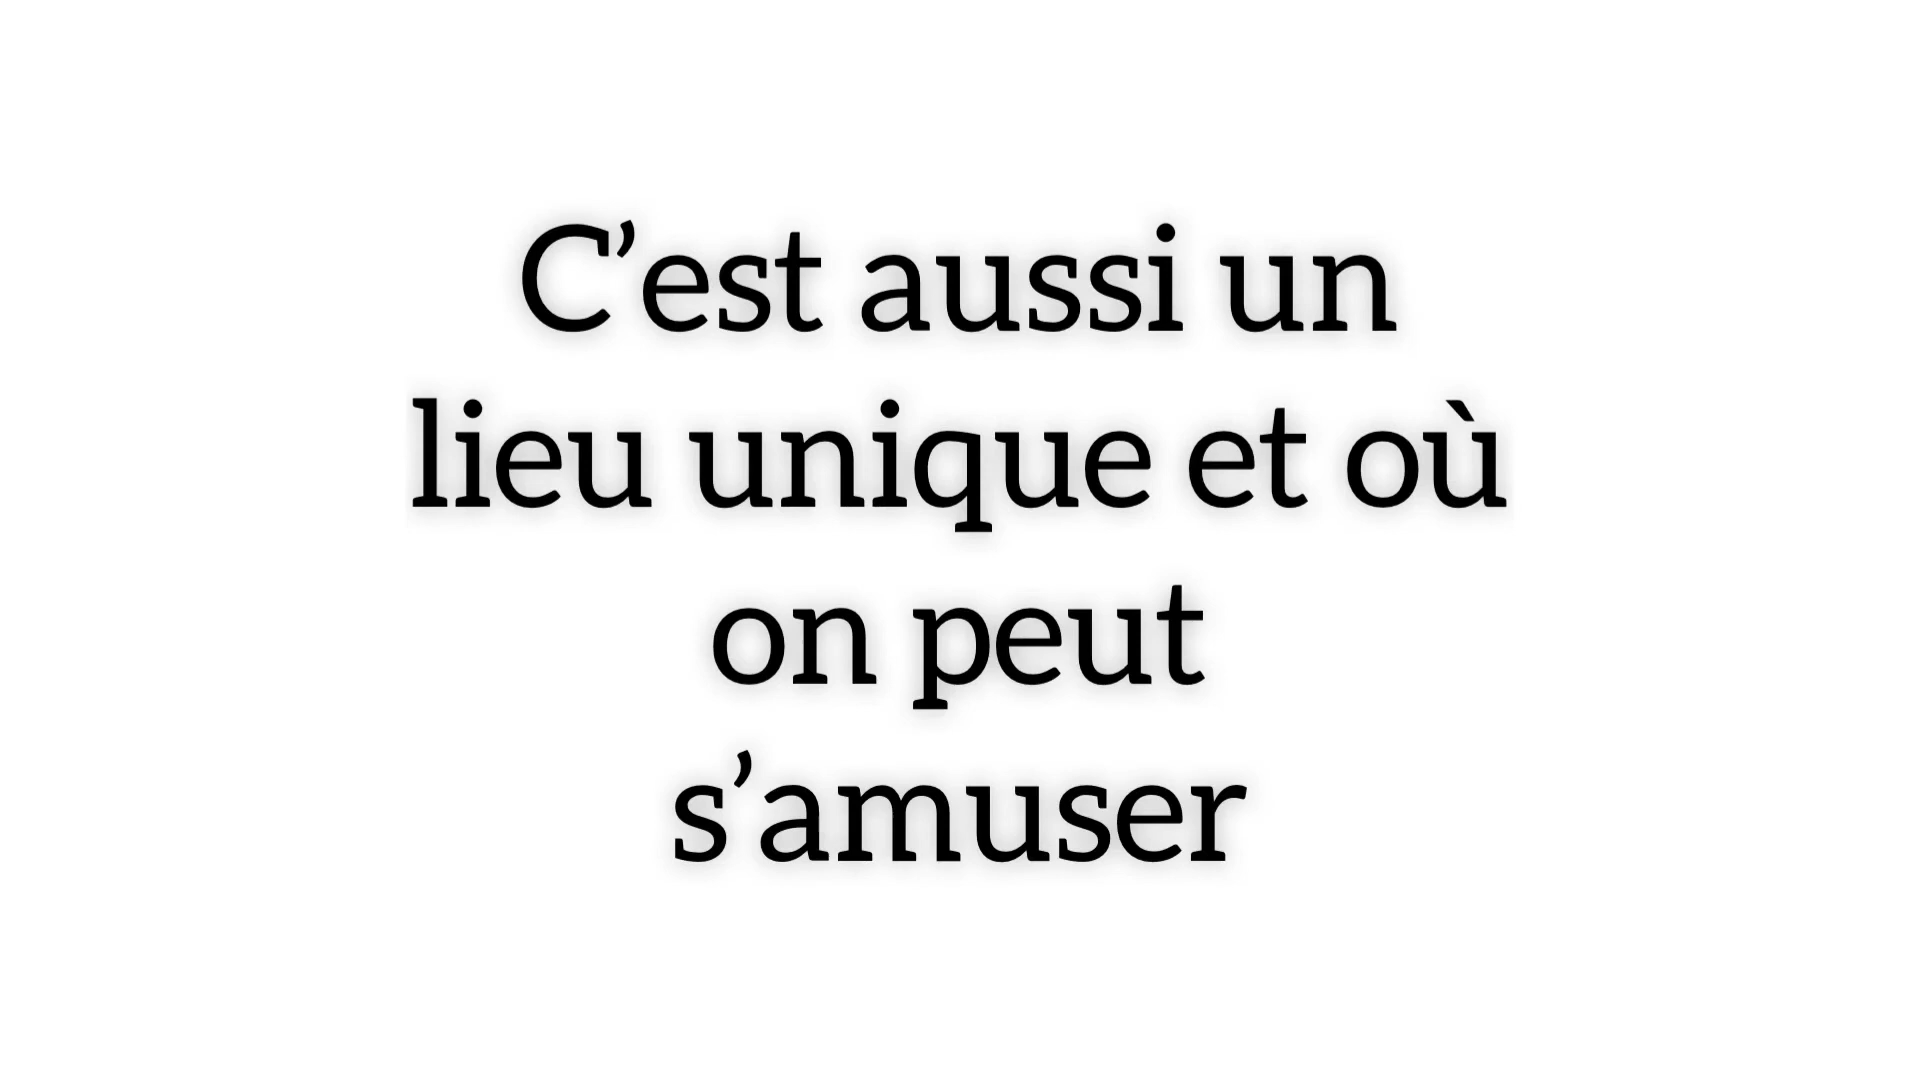 C’est aussi un
lieu unique et où
on peut
s’amuser